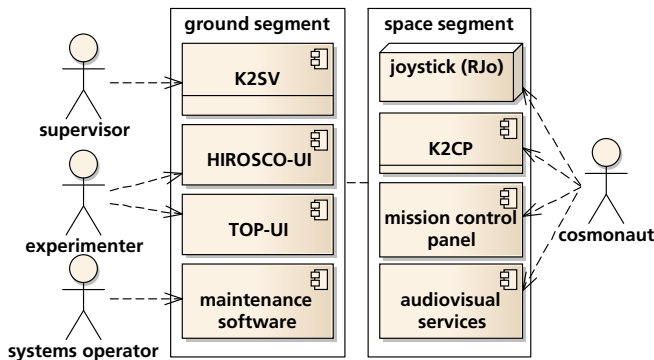 ground segment
space segment
K2SV
joystick (RJo)
supervisor
HIROSCO-UI
K2CP
experimenter
TOP-UI
mission control
panel
cosmonaut
maintenance
software
audiovisual
services
systems operator